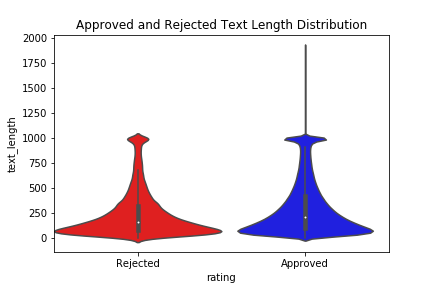 Approved and Rejected Text Length Distribution
2000
1750
1500
1250
1000
750
500
250
0
text_length
Rejected
Approved
rating